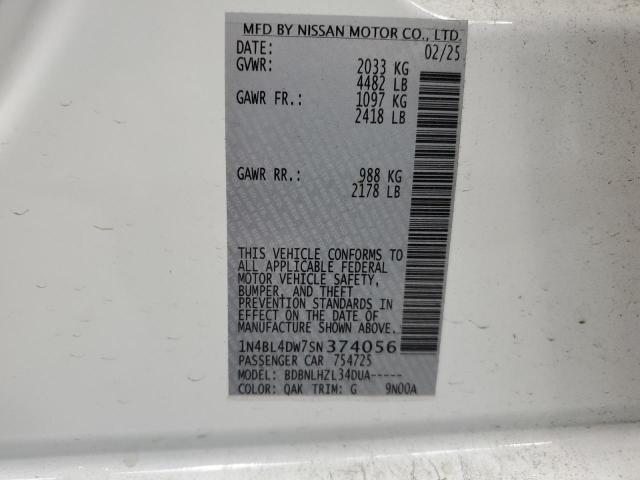 MFD BY NISSAN MOTOR CO., LTD.
DATE: 02/25
GVWR: 2033 KG
4482 LB
GAWR FR.: 1097 KG
2418 LB
GAWR RR.: 988 KG
2178 LB
THIS VEHICLE CONFORMS TO
ALL APPLICABLE FEDERAL
MOTOR VEHICLE SAFETY,
BUMPER, AND THEFT
PREVENTION STANDARDS IN
EFFECT ON THE DATE OF
MANUFACTURE SHOWN ABOVE.
1N4BL4DW7SN374056
PASSENGER CAR 754725
MODEL: BDBNLHZL34DUA-----
COLOR: QAK TRIM: G 9N00A